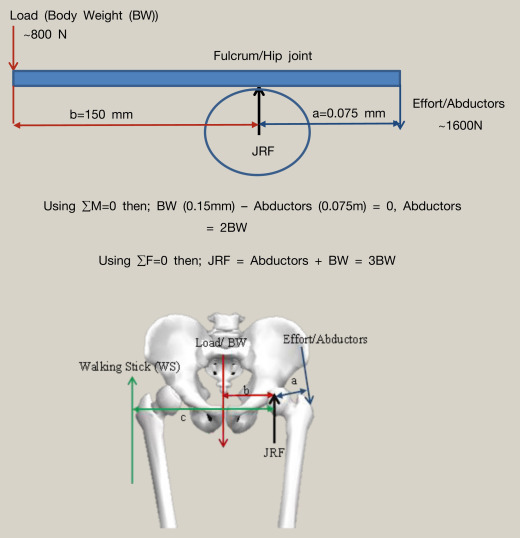 Load (Body Weight (BW))
~800 N
Fulcrum/Hip joint
b=150 mm
a=0.075 mm
Effort/Abductors
~1600N
JRF
Using ∑M=0 then; BW (0.15mm) – Abductors (0.075m) = 0, Abductors
= 2BW
Using ∑F=0 then; JRF = Abductors + BW = 3BW
Load/ BW
Effort/Abductors
Walking Stick (WS)
a
b
c
JRF